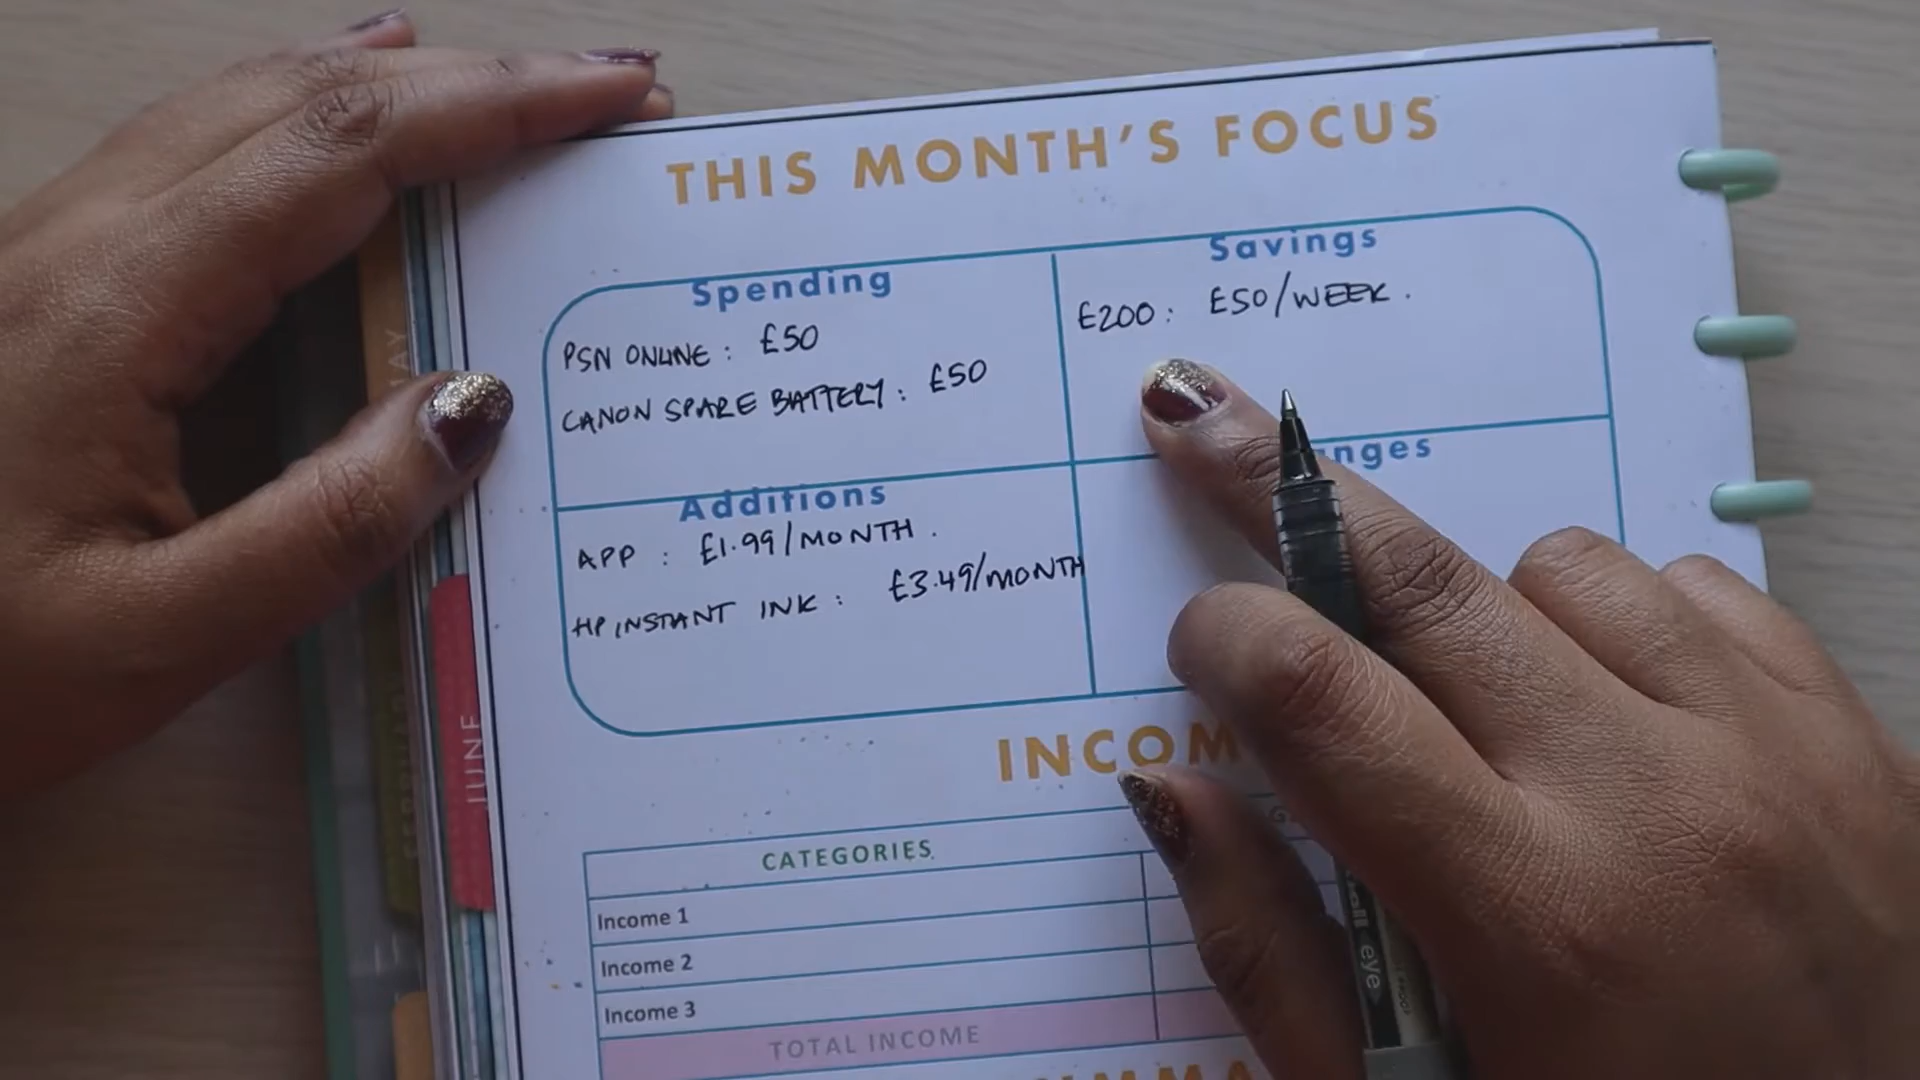 THIS MONTH'S FOCUS
Spending
PSN ONLINE : £50
CANON SPARE BATTERY : £50
Savings
£200 : £50/WEEK .
Additions
APP : £1.99/MONTH .
HP INSTANT INK : £3.49/MONTH
nges
INCOM
CATEGORIES
Income 1
Income 2
Income 3
TOTAL INCOME
JUNE
MAY
eye